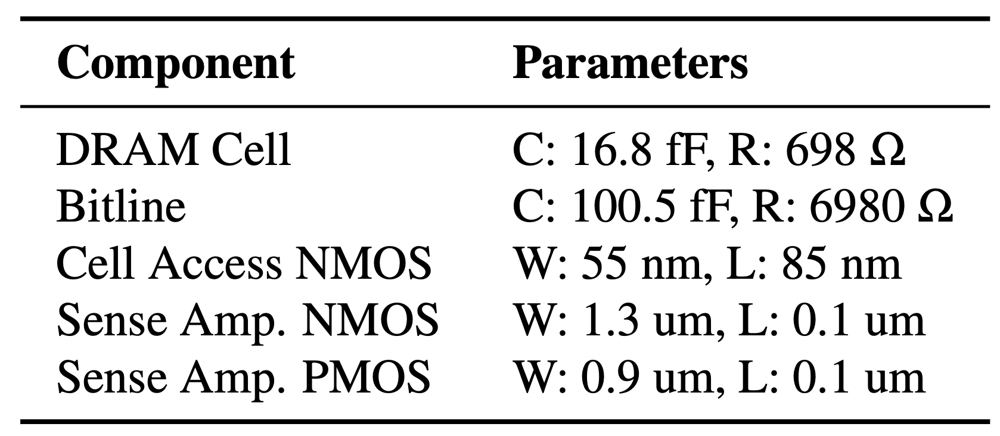 Component Parameters
DRAM Cell C: 16.8 fF, R: 698 Ω
Bitline C: 100.5 fF, R: 6980 Ω
Cell Access NMOS W: 55 nm, L: 85 nm
Sense Amp. NMOS W: 1.3 um, L: 0.1 um
Sense Amp. PMOS W: 0.9 um, L: 0.1 um